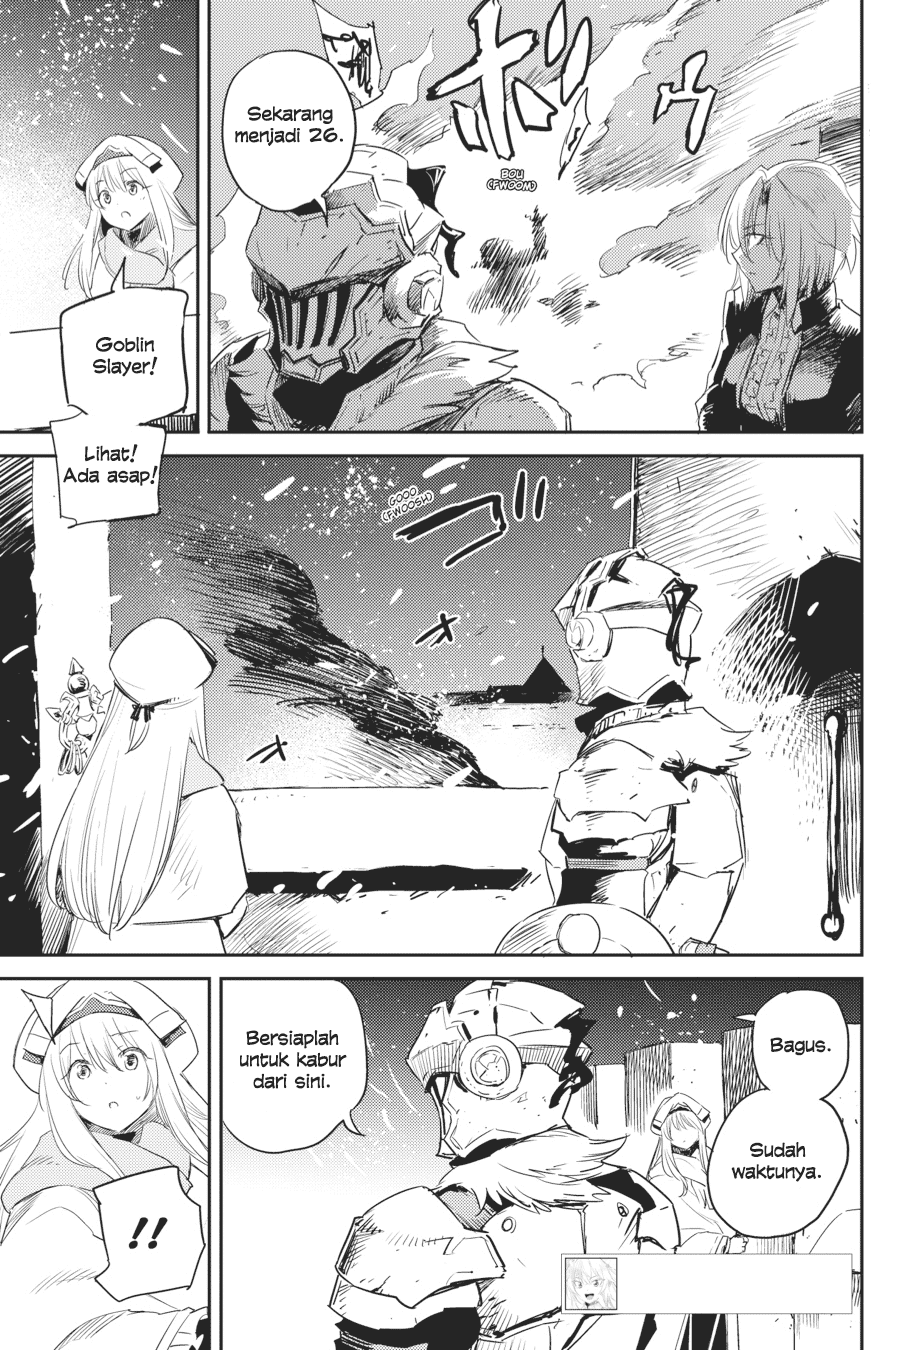 Sekarang
menjadi 26.
ボゥ
BOU
(FWOOM)
Goblin
Slayer!
Lihat!
Ada asap!
ゴォ
GOOO
(FWOOSH)
Bagus.
Sudah
waktunya.
Bersiaplah
untuk kabur
dari sini.
!!